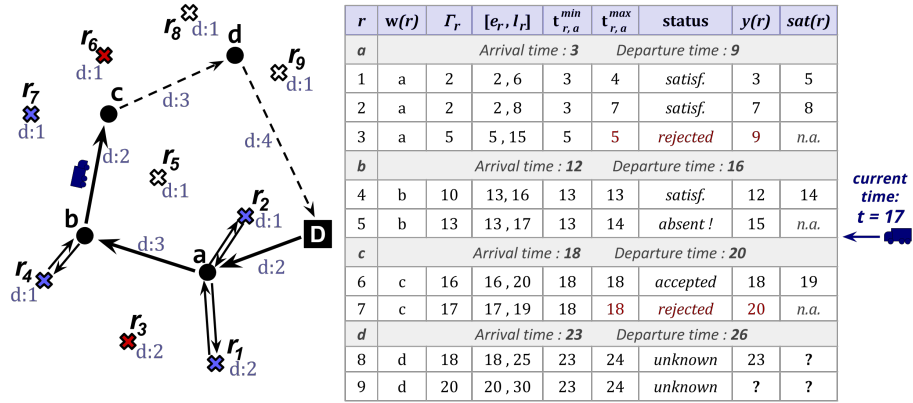 r8
d:1
d
r6
d:1
r9
d:1
r7
d:1
c
d:3
d:4
d:2
r5
d:1
r2
d:1
b
D
d:3
a
d:2
r4
d:1
r3
d:2
r1
d:2
r w(r) Γr [er, lr] t min r,a t max r,a status y(r) sat(r)
a Arrival time : 3 Departure time : 9
1 a 2 2 , 6 3 4 satisf. 3 5
2 a 2 2 , 8 3 7 satisf. 7 8
3 a 5 5 , 15 5 5 rejected 9 n.a.
b Arrival time : 12 Departure time : 16
4 b 10 13, 16 13 13 satisf. 12 14
5 b 13 13 , 17 13 14 absent ! 15 n.a.
c Arrival time : 18 Departure time : 20
6 c 16 16 , 20 18 18 accepted 18 19
7 c 17 17 , 19 18 18 rejected 20 n.a.
d Arrival time : 23 Departure time : 26
8 d 18 18 , 25 23 24 unknown 23 ?
9 d 20 20 , 30 23 24 unknown ? ?
current
time:
t = 17